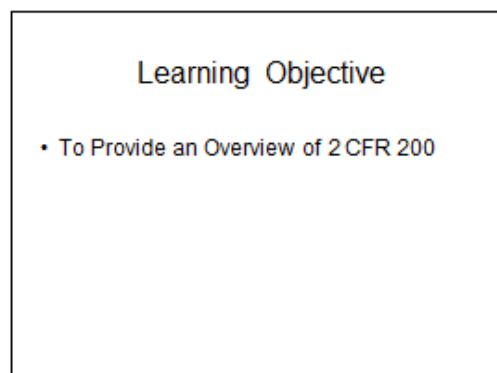 Learning Objective
• To Provide an Overview of 2 CFR 200